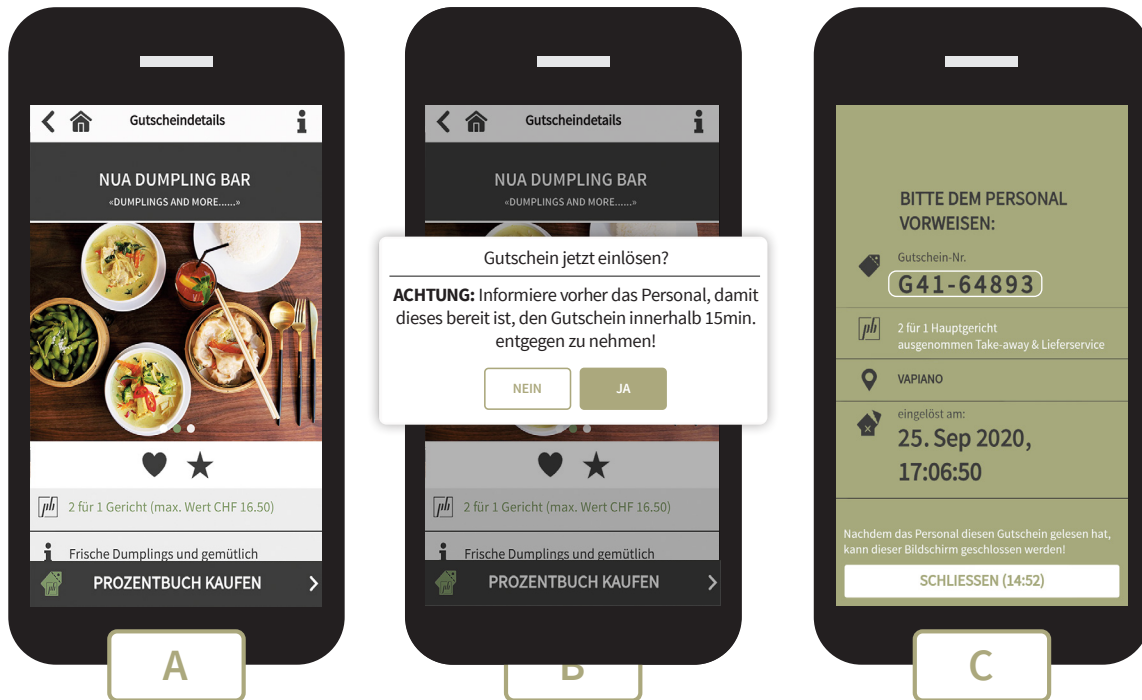 Gutscheindetails
NUA DUMPLING BAR
«DUMPLINGS AND MORE......»
ph
2 für 1 Gericht (max. Wert CHF 16.50)
i Frische Dumplings und gemütlich
ph
PROZENTBUCH KAUFEN
A
Gutscheindetails
NUA DUMPLING BAR
«DUMPLINGS AND MORE......»
Gutschein jetzt einlösen?
ACHTUNG: Informiere vorher das Personal, damit
dieses bereit ist, den Gutschein innerhalb 15min.
entgegen zu nehmen!
NEIN
JA
ph
2 für 1 Gericht (max. Wert CHF 16.50)
i Frische Dumplings und gemütlich
ph
PROZENTBUCH KAUFEN
B
BITTE DEM PERSONAL
VORWEISEN:
Gutschein-Nr.
G41-64893
ph
2 für 1 Hauptgericht
ausgenommen Take-away & Lieferservice
VAPIANO
eingelöst am:
25. Sep 2020,
17:06:50
Nachdem das Personal diesen Gutschein gelesen hat,
kann dieser Bildschirm geschlossen werden!
SCHLIESSEN (14:52)
C